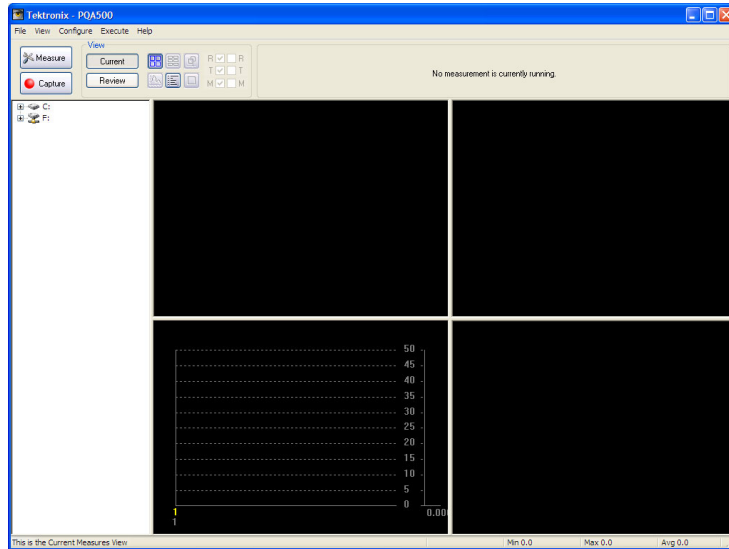 Tektronix - PQA500
File View Configure Execute Help
View
Measure
Current
R R
T T
Capture
Review
M M
No measurement is currently running.
C:
F:
50
45
40
35
30
25
20
15
10
5
0
1
1
0.00
This is the Current Measures View
Min 0.0
Max 0.0
Avg 0.0